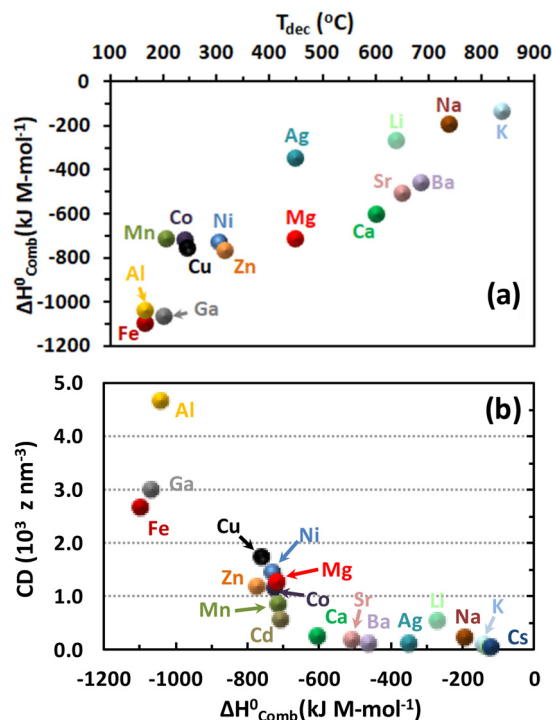 T_dec (°C)
100 200 300 400 500 600 700 800 900
ΔH⁰_Comb(kJ M-mol⁻¹)
0
-200
-400
-600
-800
-1000
-1200
Na
K
Li
Ag
Sr
Ba
Ca
Mg
Mn
Co
Ni
Cu
Zn
Al
Ga
Fe
(a)
CD (10³ z nm⁻³)
5.0
4.0
3.0
2.0
1.0
0.0
(b)
Al
Ga
Fe
Cu
Ni
Zn
Mg
Mn
Co
Cd
Ca
Sr
Ba
Ag
Li
Na
K
Cs
-1200 -1000 -800 -600 -400 -200 0
ΔH⁰_Comb(kJ M-mol⁻¹)